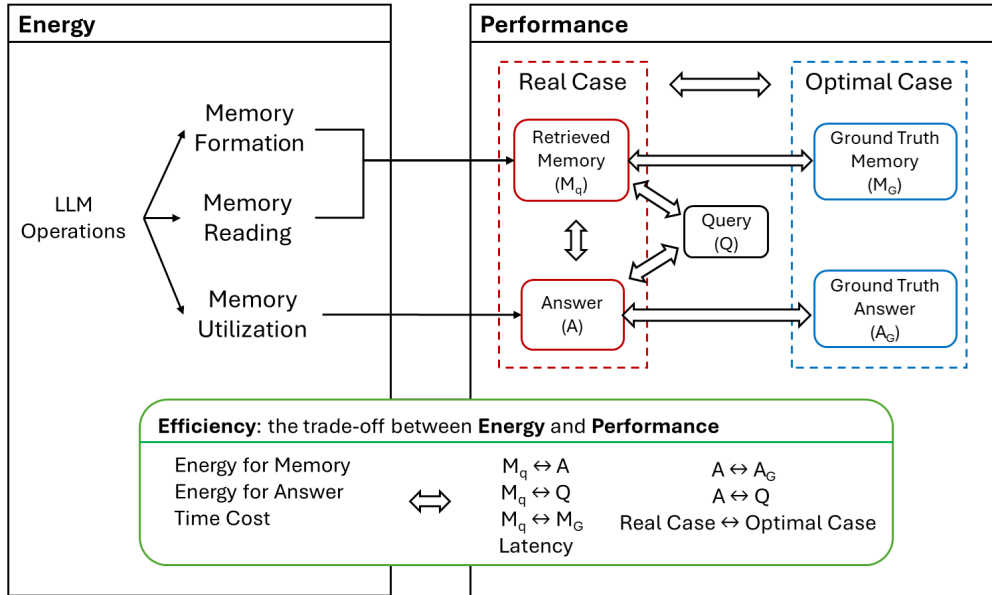 Energy
LLM
Operations
Memory
Formation
Memory
Reading
Memory
Utilization
Performance
Real Case
Optimal Case
Retrieved
Memory
(Mq)
Ground Truth
Memory
(MG)
Query
(Q)
Answer
(A)
Ground Truth
Answer
(AG)
Efficiency: the trade-off between Energy and Performance
Energy for Memory
Energy for Answer
Time Cost
Mq ↔ A
Mq ↔ Q
Mq ↔ MG
Latency
A ↔ AG
A ↔ Q
Real Case ↔ Optimal Case